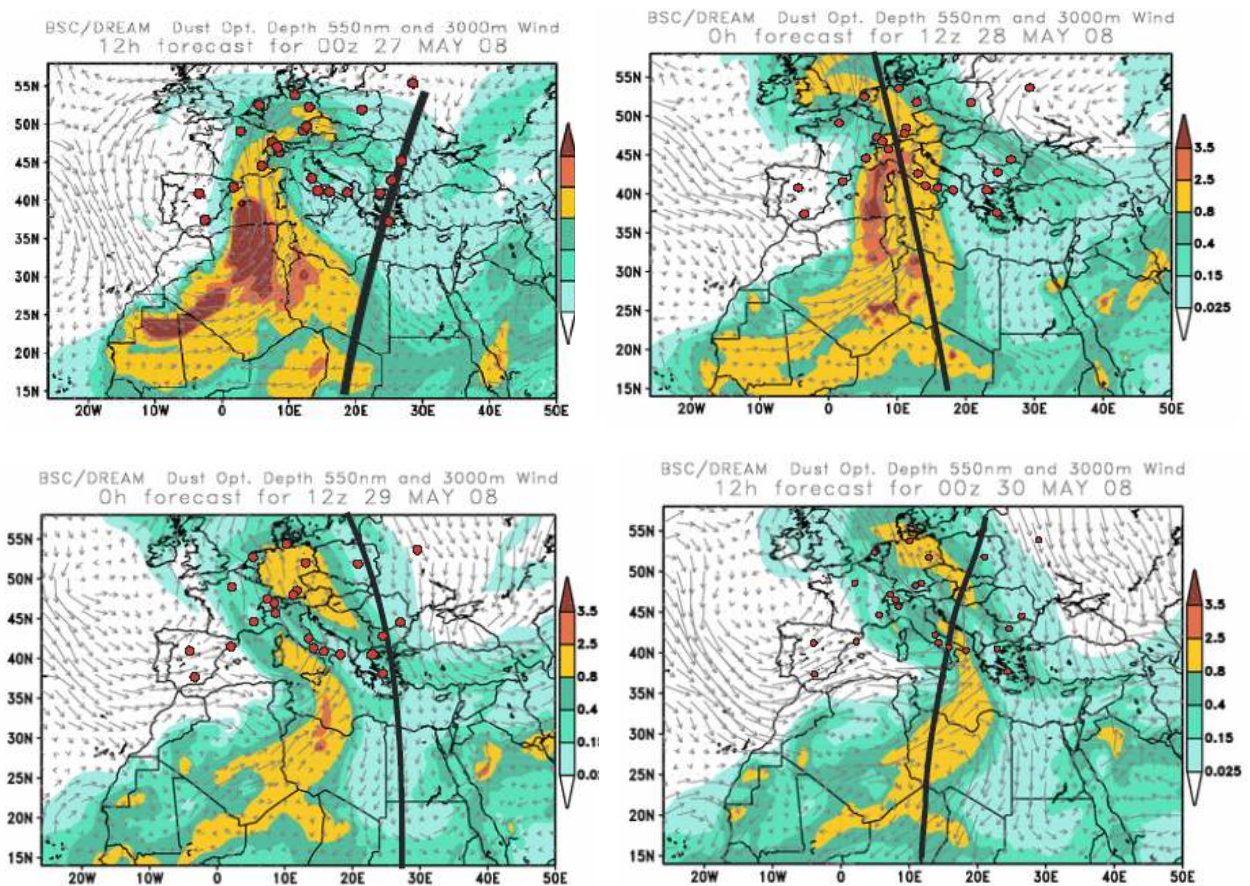 BSC/DREAM Dust Opt. Depth 550nm and 3000m Wind
12h forecast for 00z 27 MAY 08
55N
50N
45N
40N
35N
30N
25N
20N
15N
20W 10W 0 10E 20E 30E 40E 50E
BSC/DREAM Dust Opt. Depth 550nm and 3000m Wind
0h forecast for 12z 28 MAY 08
55N
50N
45N
40N
35N
30N
25N
20N
15N
20W 10W 0 10E 20E 30E 40E 50E
3.5
2.5
0.8
0.4
0.15
0.025
BSC/DREAM Dust Opt. Depth 550nm and 3000m Wind
0h forecast for 12z 29 MAY 08
55N
50N
45N
40N
35N
30N
25N
20N
15N
20W 10W 0 10E 20E 30E 40E 50E
3.5
2.5
0.8
0.4
BSC/DREAM Dust Opt. Depth 550nm and 3000m Wind
12h forecast for 00z 30 MAY 08
55N
50N
45N
40N
35N
30N
25N
20N
15N
20W 10W 0 10E 20E 30E 40E 50E
3.5
2.5
0.8
0.4
0.15
0.025